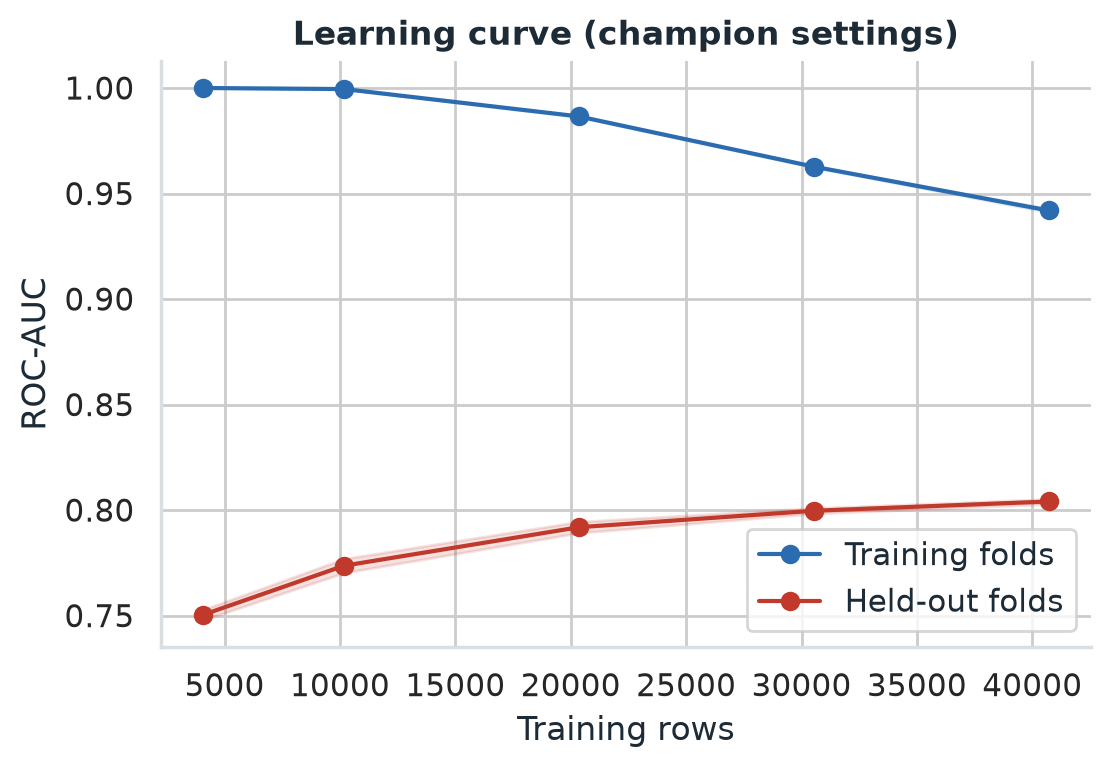 Learning curve (champion settings)
ROC-AUC
1.00
0.95
0.90
0.85
0.80
0.75
Training folds
Held-out folds
5000 10000 15000 20000 25000 30000 35000 40000
Training rows